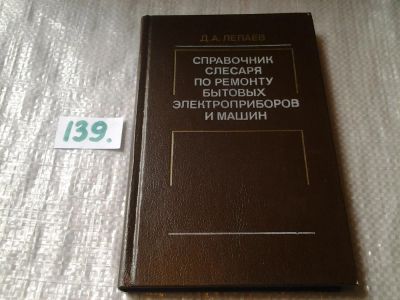 Д.А. ЛЕПАЕВ
СПРАВОЧНИК
СЛЕСАРЯ
ПО РЕМОНТУ
БЫТОВЫХ
ЭЛЕКТРОПРИБОРОВ
И МАШИН
139.